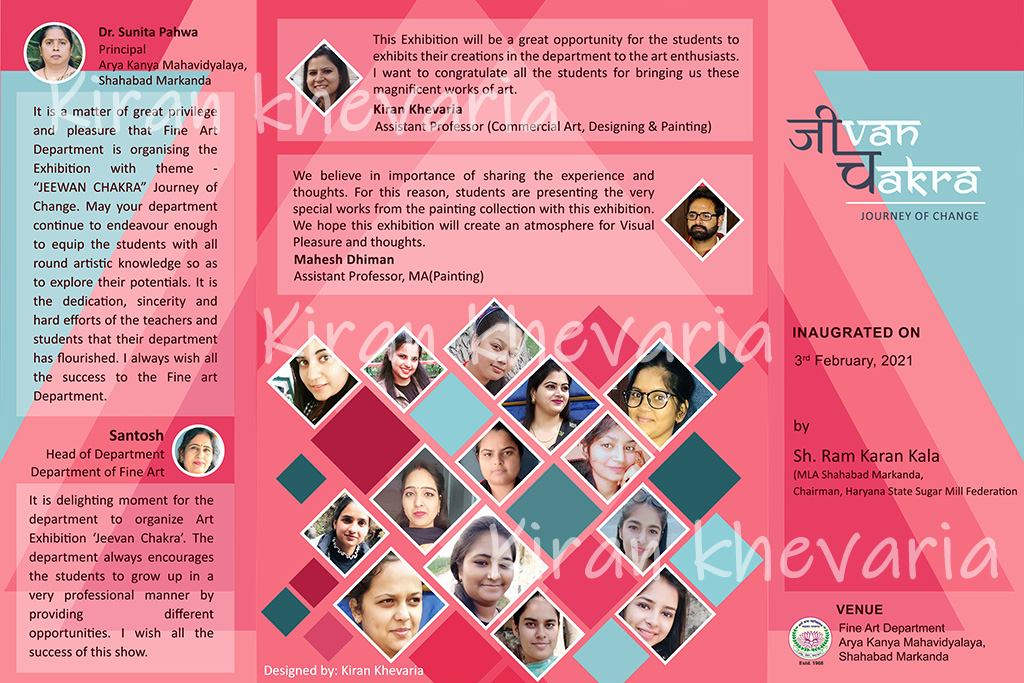 Dr. Sunita Pahwa
Principal
Arya Kanya Mahavidyalaya,
Shahabad Markanda
It is a matter of great privilege
and pleasure that Fine Art
Department is organising the
Exhibition with theme -
“JEEWAN CHAKRA” Journey of
Change. May your department
continue to endeavour enough
to equip the students with all
round artistic knowledge so as
to explore their potentials. It is
the dedication, sincerity and
hard efforts of the teachers and
students that their department
has flourished. I always wish all
the success to the Fine art
Department.
Santosh
Head of Department
Department of Fine Art
It is delighting moment for the
department to organize Art
Exhibition ‘Jeevan Chakra’. The
department always encourages
the students to grow up in a
very professional manner by
providing different
opportunities. I wish all the
success of this show.
This Exhibition will be a great opportunity for the students to
exhibits their creations in the department to the art enthusiasts.
I want to congratulate all the students for bringing us these
magnificent works of art.
Kiran Khevaria
Assistant Professor (Commercial Art, Designing & Painting)
We believe in importance of sharing the experience and
thoughts. For this reason, students are presenting the very
special works from the painting collection with this exhibition.
We hope this exhibition will create an atmosphere for Visual
Pleasure and thoughts.
Mahesh Dhiman
Assistant Professor, MA(Painting)
Kiran khevaria
Kiran khevaria
Kiran khevaria
Designed by: Kiran Khevaria
जीvan
चakra
JOURNEY OF CHANGE
INAUGRATED ON
3rd February, 2021
by
Sh. Ram Karan Kala
(MLA Shahabad Markanda,
Chairman, Haryana State Sugar Mill Federation
VENUE
Fine Art Department
Arya Kanya Mahavidyalaya,
Shahabad Markanda
Estd. 1968